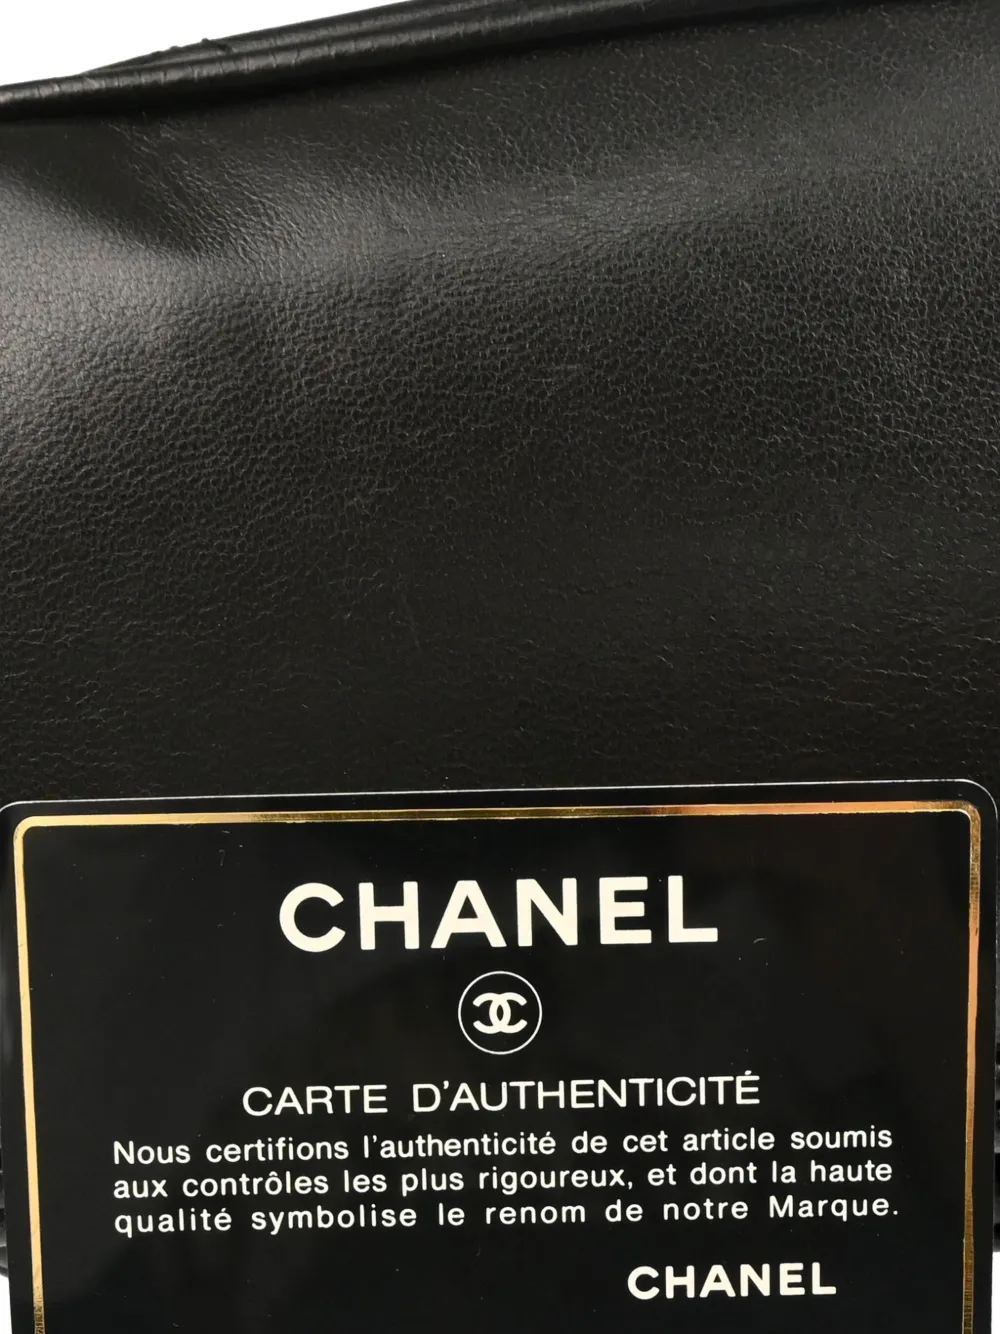 CHANEL
CARTE D'AUTHENTICITÉ
Nous certifions l'authenticité de cet article soumis
aux contrôles les plus rigoureux, et dont la haute
qualité symbolise le renom de notre Marque.
CHANEL